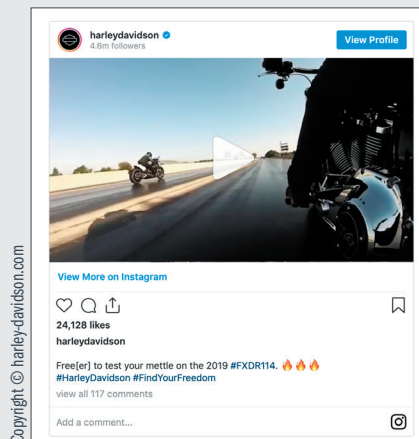 harleydavidson
4.6m followers
View Profile
View More on Instagram
24,128 likes
harleydavidson
Free[er] to test your mettle on the 2019 #FXDR114. 🔥🔥🔥
#HarleyDavidson #FindYourFreedom
view all 117 comments
Add a comment...
Copyright © harley-davidson.com